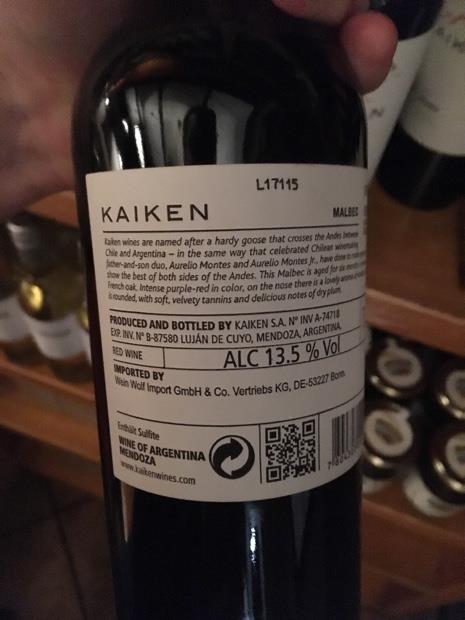 L17115
KAIKEN
MALBEC
Kaiken wines are named after a hardy goose that crosses the Andes between
Chile and Argentina – in the same way that celebrated Chilean winemaking
father-and-son duo, Aurelio Montes and Aurelio Montes Jr., have done to make
show the best of both sides of the Andes. This Malbec is aged for six
French oak. Intense purple-red in color, on the nose there is a lovely aroma
is rounded, with soft, velvety tannins and delicious notes of dry plum.
PRODUCED AND BOTTLED BY KAIKEN S.A. Nº INV A-74718
EXP. INV. Nº B-87580 LUJÁN DE CUYO, MENDOZA, ARGENTINA.
RED WINE
ALC 13.5 % Vol
IMPORTED BY
Wein Wolf Import GmbH & Co. Vertriebs KG, DE-53227 Bonn.
Enthält Sulfite
WINE OF ARGENTINA
MENDOZA
www.kaikenwines.com